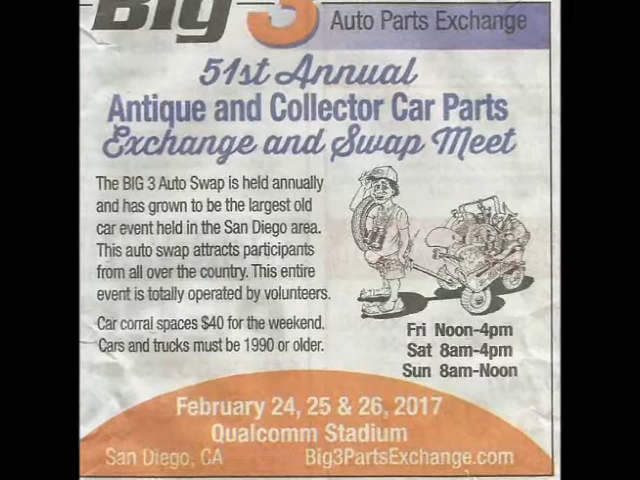 Big 3
Auto Parts Exchange
51st Annual
Antique and Collector Car Parts
Exchange and Swap Meet
The BIG 3 Auto Swap is held annually
and has grown to be the largest old
car event held in the San Diego area.
This auto swap attracts participants
from all over the country. This entire
event is totally operated by volunteers.
Car corral spaces $40 for the weekend.
Cars and trucks must be 1990 or older.
Fri Noon-4pm
Sat 8am-4pm
Sun 8am-Noon
February 24, 25 & 26, 2017
Qualcomm Stadium
San Diego, CA
Big3PartsExchange.com